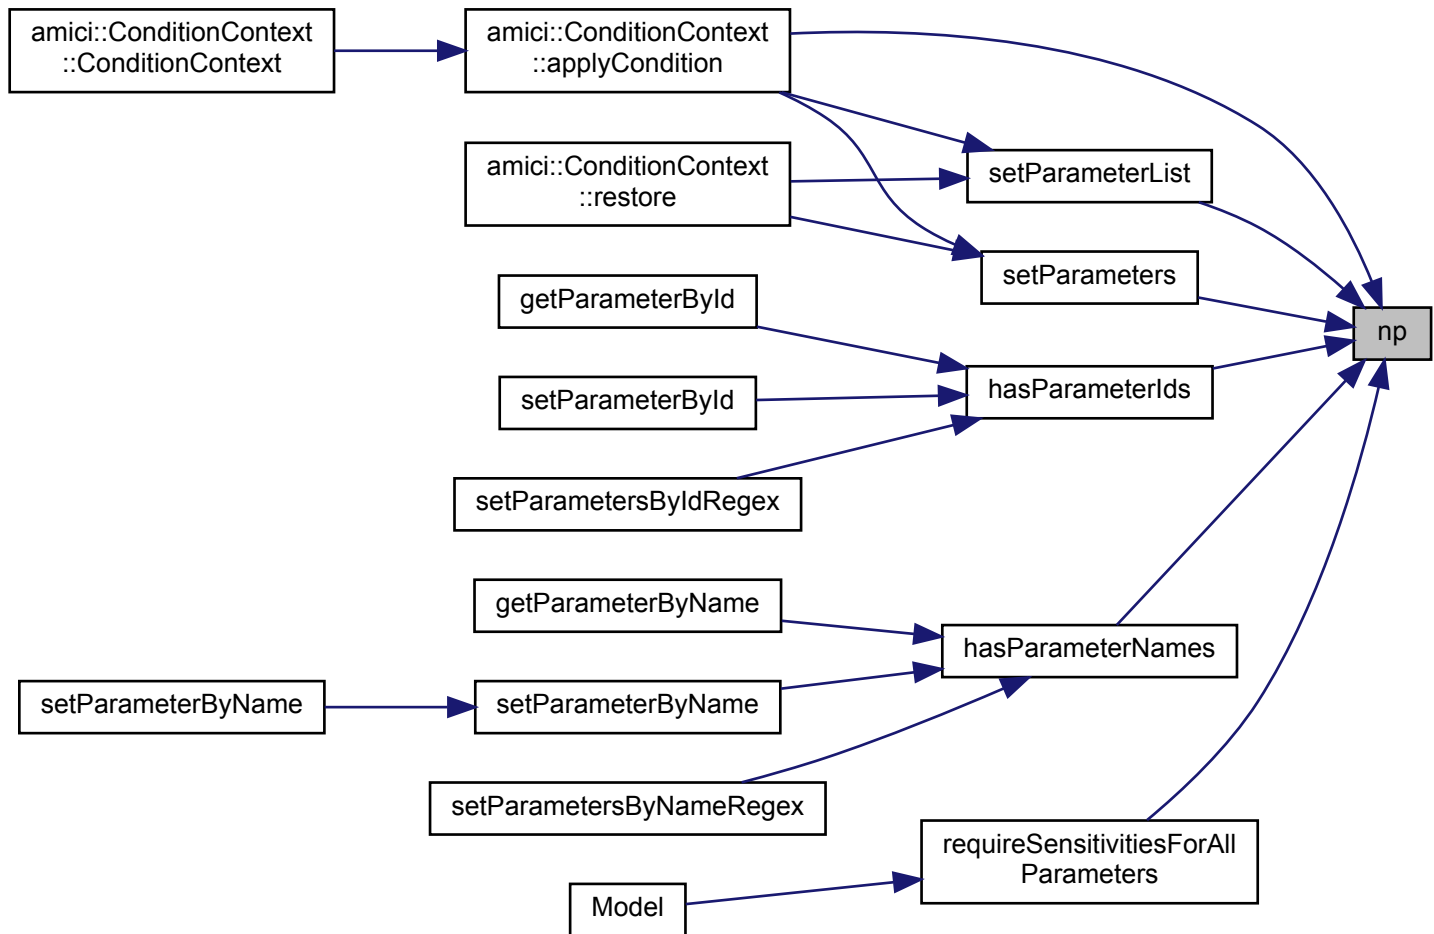 amici::ConditionContext
::ConditionContext
amici::ConditionContext
::applyCondition
amici::ConditionContext
::restore
setParameterList
setParameters
getParameterById
setParameterById
setParametersByIdRegex
hasParameterIds
np
getParameterByName
setParameterByName
setParameterByName
setParametersByNameRegex
hasParameterNames
requireSensitivitiesForAll
Parameters
Model